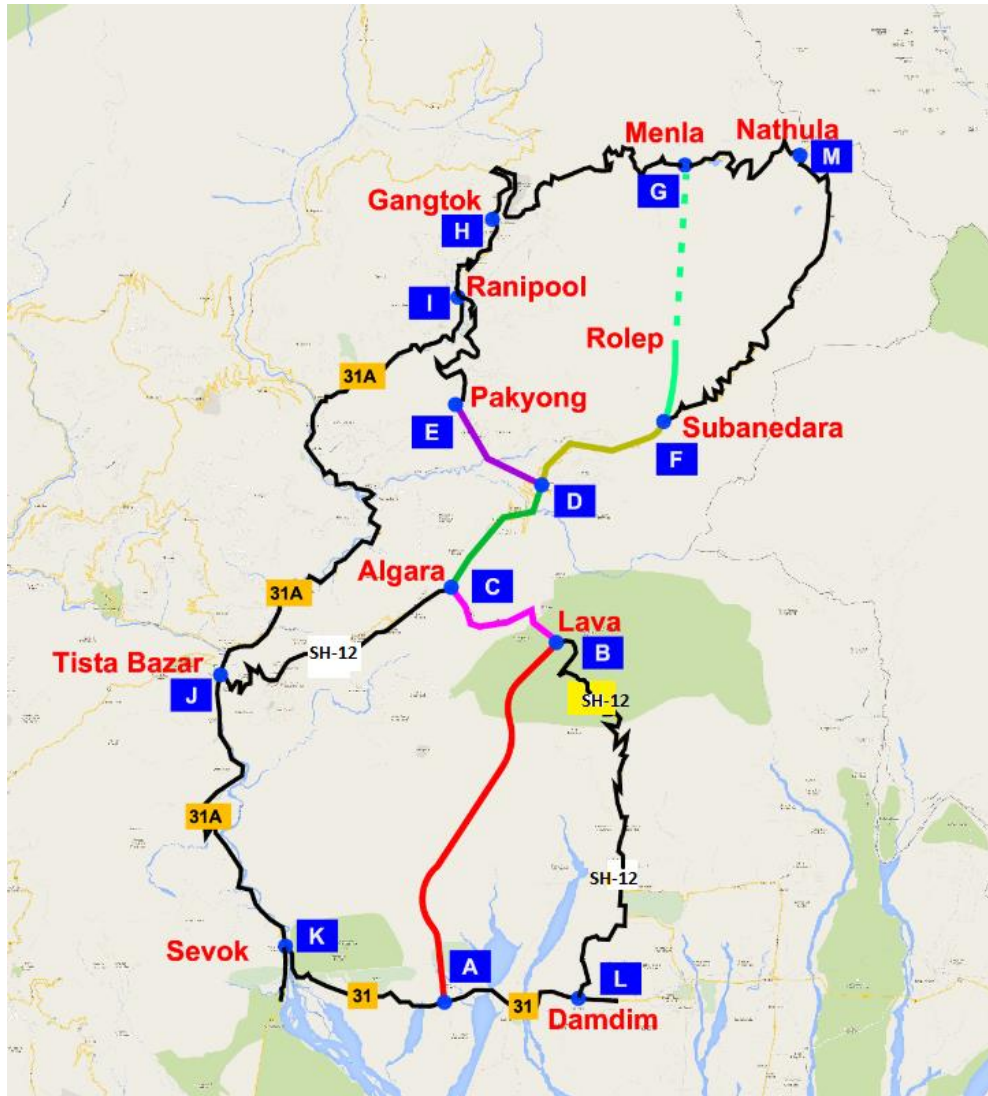 Menla
Nathula
M
G
Gangtok
H
Ranipool
I
Rolep
31A
Pakyong
E
Subanedara
F
D
Algara
C
31A
Lava
SH-12
B
Tista Bazar
J
SH-12
31A
SH-12
K
Sevok
A
L
31
31
Damdim